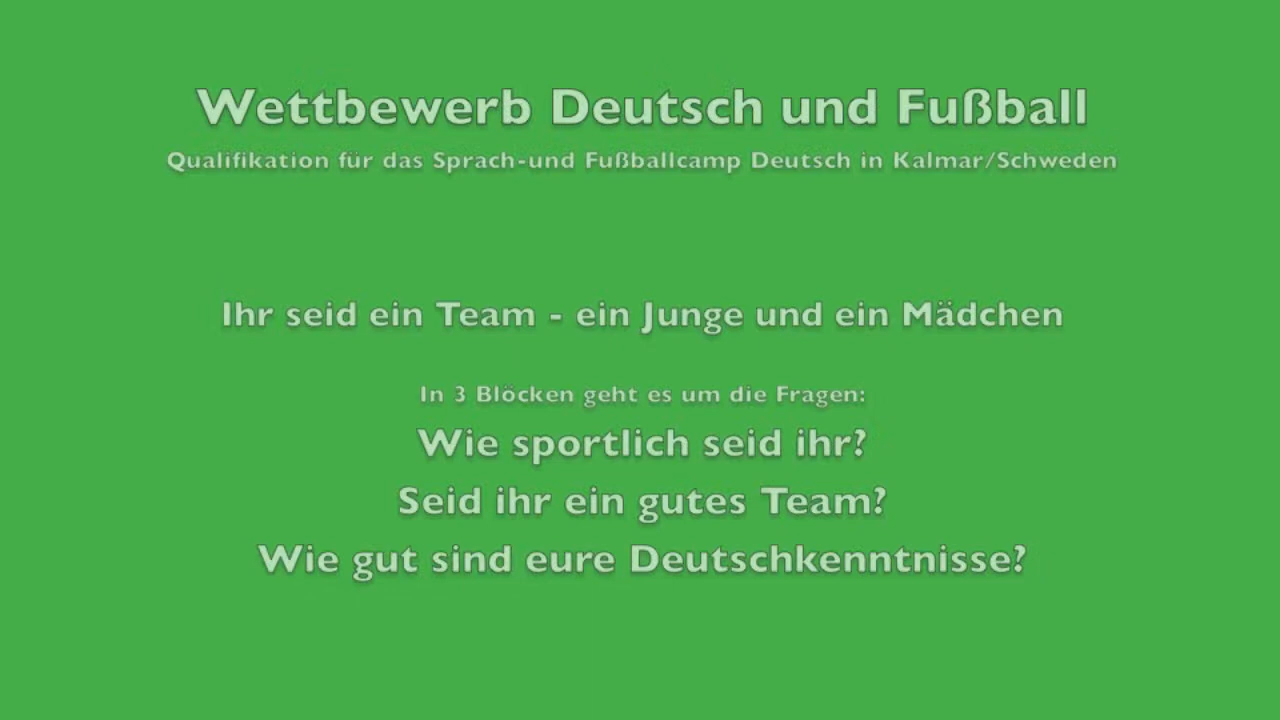 Wettbewerb Deutsch und Fußball
Qualifikation für das Sprach-und Fußballcamp Deutsch in Kalmar/Schweden
Ihr seid ein Team - ein Junge und ein Mädchen
In 3 Blöcken geht es um die Fragen:
Wie sportlich seid ihr?
Seid ihr ein gutes Team?
Wie gut sind eure Deutschkenntnisse?